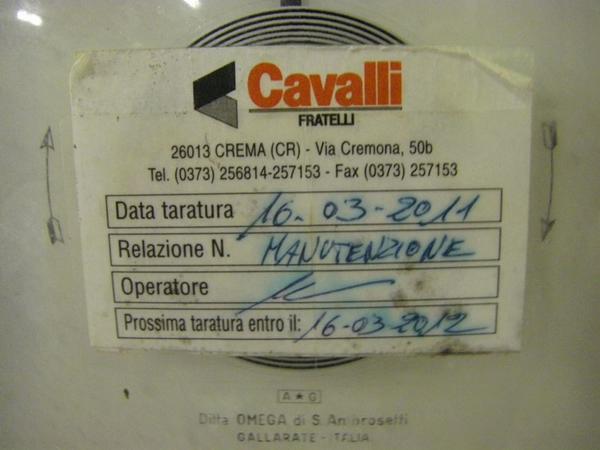 Cavalli
FRATELLI
26013 CREMA (CR) - Via Cremona, 50b
Tel. (0373) 256814-257153 - Fax (0373) 257153
Data taratura 16-03-2011
Relazione N. MANUTENZIONE
Operatore
Prossima taratura entro il: 16-03-2012
A★G
Ditta OMEGA di S. Ambrosetti
GALLARATE - ITALIA